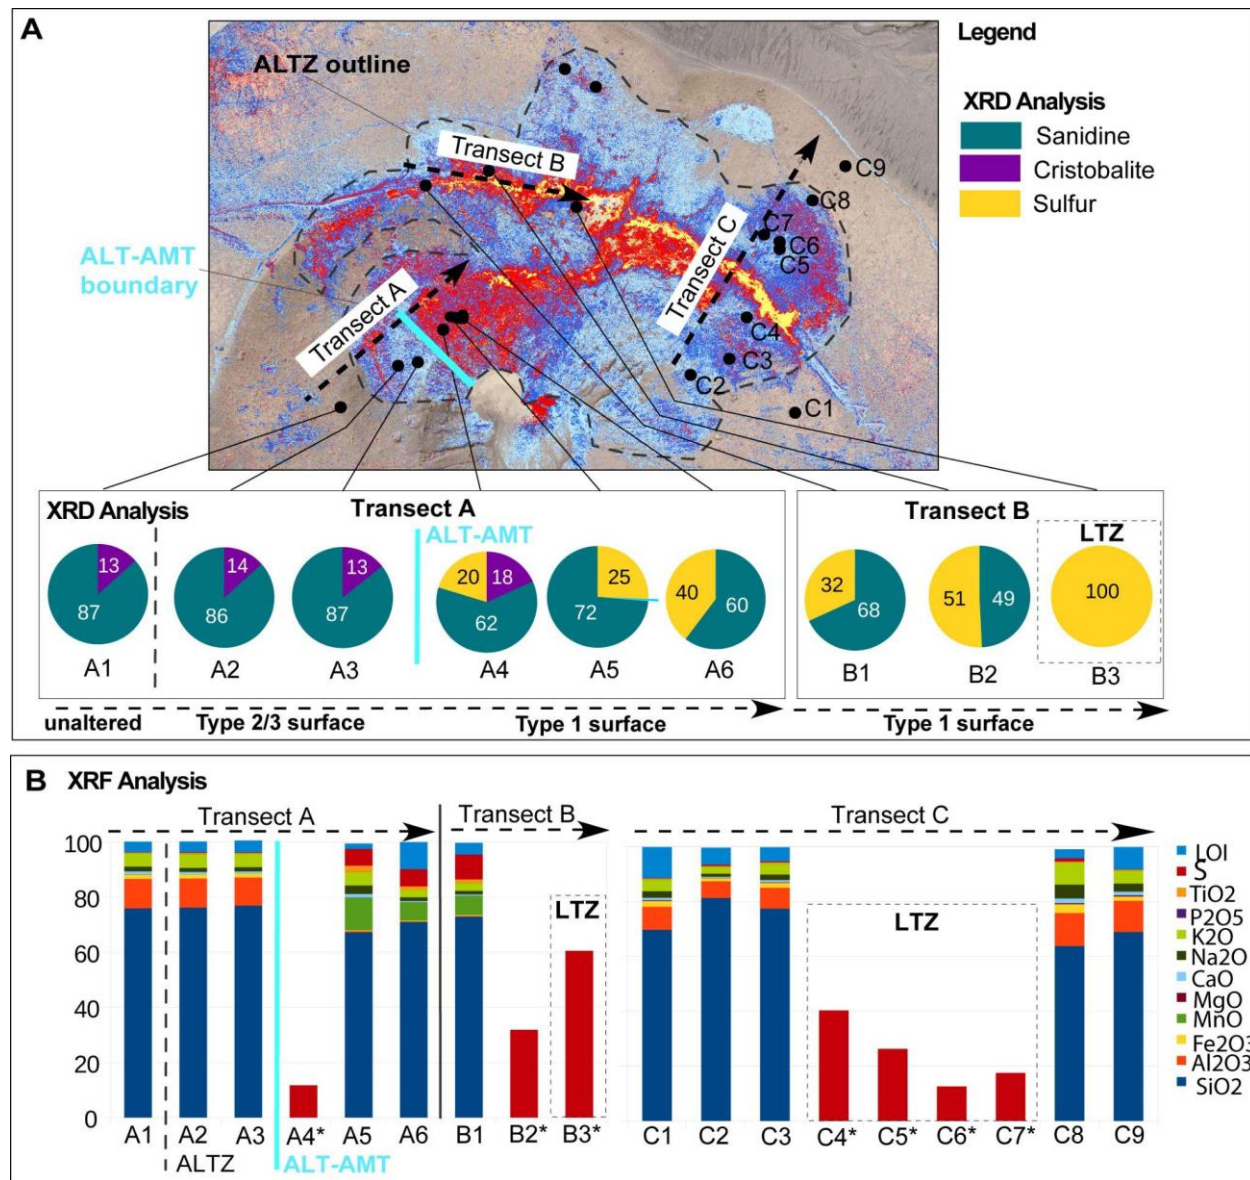 A
Legend
XRD Analysis
Sanidine
Cristobalite
Sulfur
ALTZ outline
Transect B
C9
C8
Transect C
C7
C6
C5
ALT-AMT
boundary
Transect A
C4
C3
C2
C1
XRD Analysis
Transect A
Transect B
ALT-AMT
LTZ
13
87
14
86
13
87
20
18
62
25
72
40
60
32
68
51
49
100
A1
A2
A3
A4
A5
A6
B1
B2
B3
unaltered
Type 2/3 surface
Type 1 surface
Type 1 surface
B XRF Analysis
Transect A
Transect B
Transect C
100
80
60
40
20
0
LTZ
LTZ
LOI
S
TiO2
P2O5
K2O
Na2O
CaO
MgO
MnO
Fe2O3
Al2O3
SiO2
A1 A2 A3 A4* A5 A6 B1 B2* B3* C1 C2 C3 C4* C5* C6* C7* C8 C9
ALTZ ALT-AMT